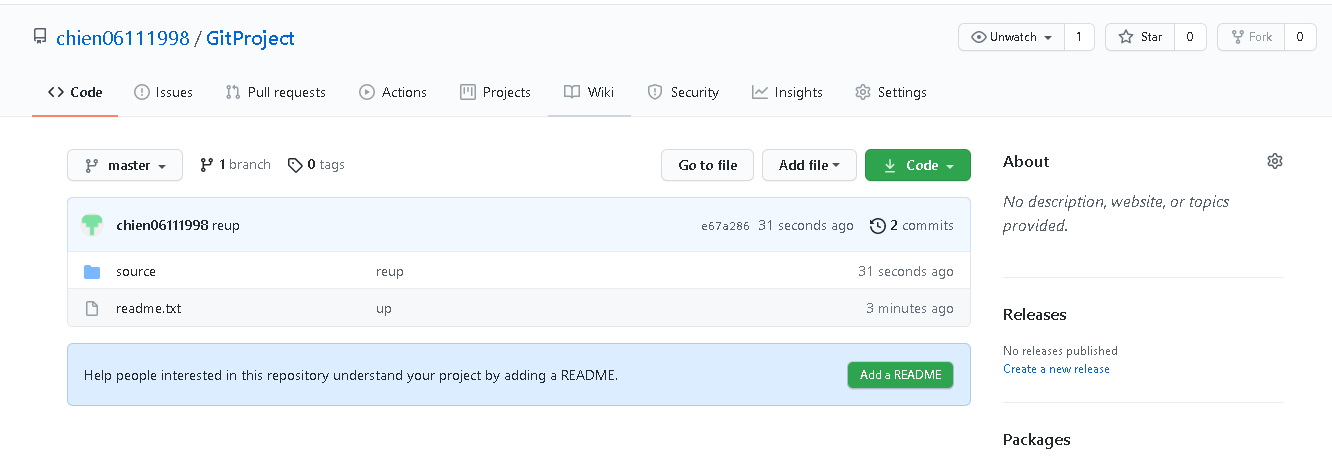 chien06111998 / GitProject
Unwatch 1 Star 0 Fork 0
Code Issues Pull requests Actions Projects Wiki Security Insights Settings
master 1 branch 0 tags Go to file Add file Code
chien06111998 reup e67a286 31 seconds ago 2 commits
source reup 31 seconds ago
readme.txt up 3 minutes ago
Help people interested in this repository understand your project by adding a README. Add a README
About
No description, website, or topics
provided.
Releases
No releases published
Create a new release
Packages